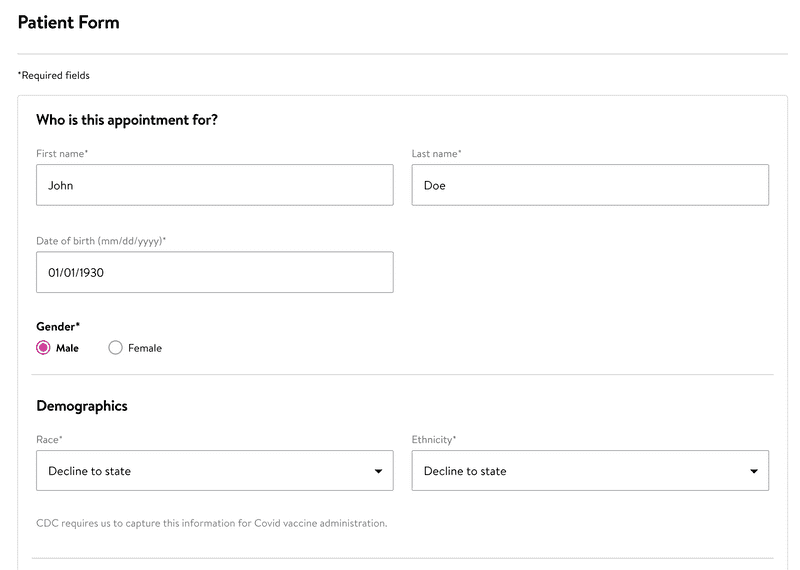 Patient Form
*Required fields
Who is this appointment for?
First name*
Last name*
John
Doe
Date of birth (mm/dd/yyyy)*
01/01/1930
Gender*
Male
Female
Demographics
Race*
Ethnicity*
Decline to state
Decline to state
CDC requires us to capture this information for Covid vaccine administration.